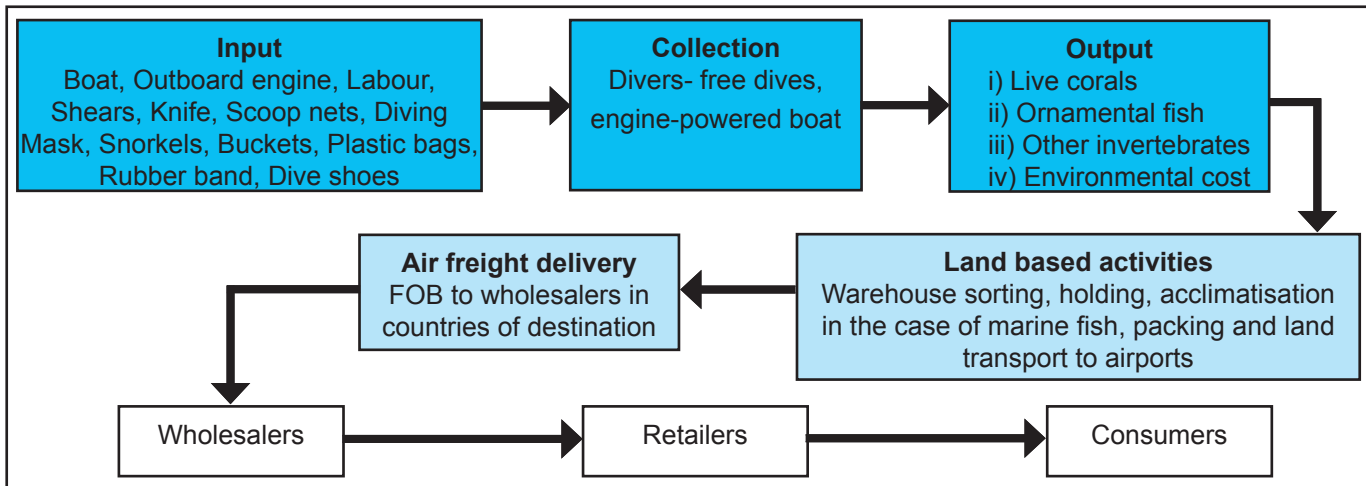 Input
Boat, Outboard engine, Labour,
Shears, Knife, Scoop nets, Diving
Mask, Snorkels, Buckets, Plastic bags,
Rubber band, Dive shoes
Collection
Divers- free dives,
engine-powered boat
Output
i) Live corals
ii) Ornamental fish
iii) Other invertebrates
iv) Environmental cost
Land based activities
Warehouse sorting, holding, acclimatisation
in the case of marine fish, packing and land
transport to airports
Air freight delivery
FOB to wholesalers in
countries of destination
Wholesalers
Retailers
Consumers